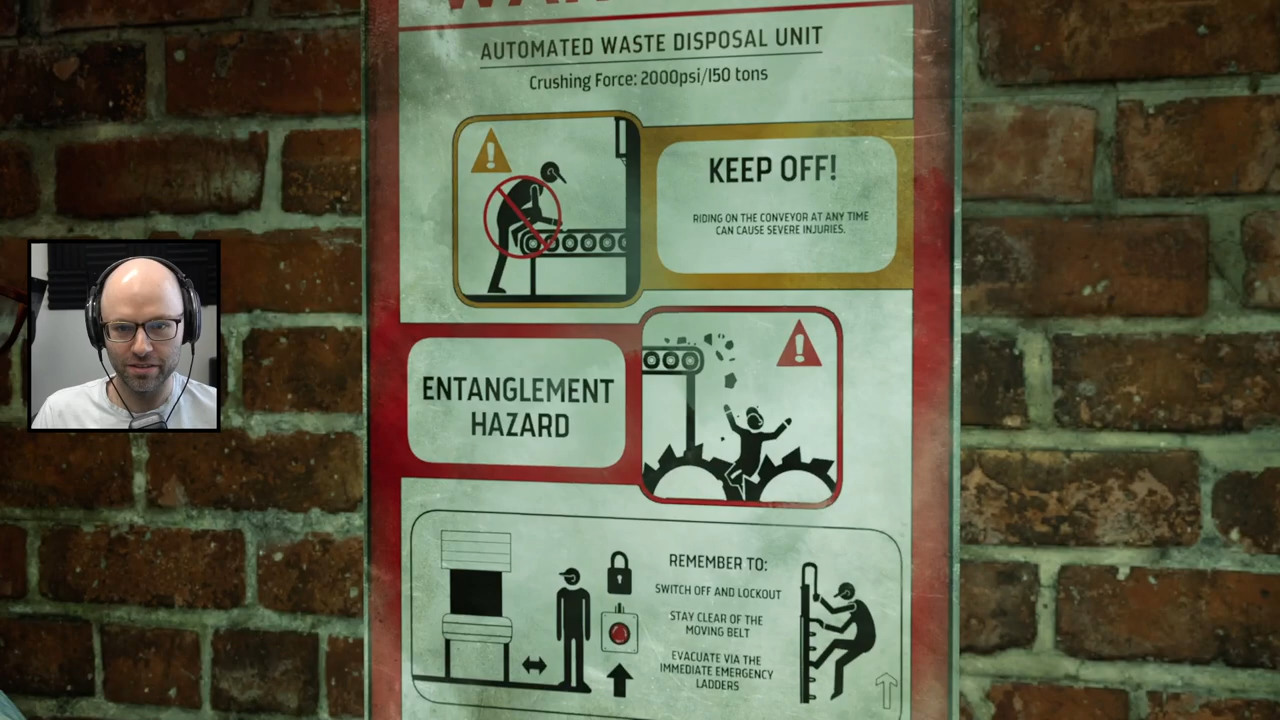 AUTOMATED WASTE DISPOSAL UNIT
Crushing Force: 2000psi/150 tons
KEEP OFF!
RIDING ON THE CONVEYOR AT ANY TIME
CAN CAUSE SEVERE INJURIES.
ENTANGLEMENT
HAZARD
REMEMBER TO:
SWITCH OFF AND LOCKOUT
STAY CLEAR OF THE
MOVING BELT
EVACUATE VIA THE
IMMEDIATE EMERGENCY
LADDERS